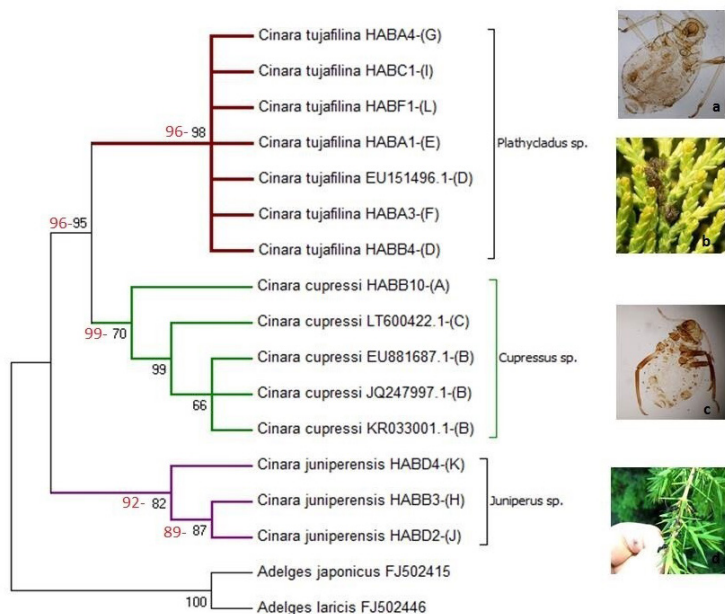 Cinara tujafilina HABA4-(G)
Cinara tujafilina HABC1-(I)
Cinara tujafilina HABF1-(L)
Cinara tujafilina HABA1-(E)
Cinara tujafilina EU151496.1-(D)
Cinara tujafilina HABA3-(F)
Cinara tujafilina HABB4-(D)
Plathycladus sp.
96- 98
96-95
Cinara cupressi HABB10-(A)
Cinara cupressi LT600422.1-(C)
Cinara cupressi EU881687.1-(B)
Cinara cupressi JQ247997.1-(B)
Cinara cupressi KR033001.1-(B)
Cupressus sp.
99- 70
99
66
Cinara juniperensis HABD4-(K)
Cinara juniperensis HABB3-(H)
Cinara juniperensis HABD2-(J)
Juniperus sp.
92- 82
89- 87
Adelges japonicus FJ502415
Adelges laricis FJ502446
100
a
b
c
d